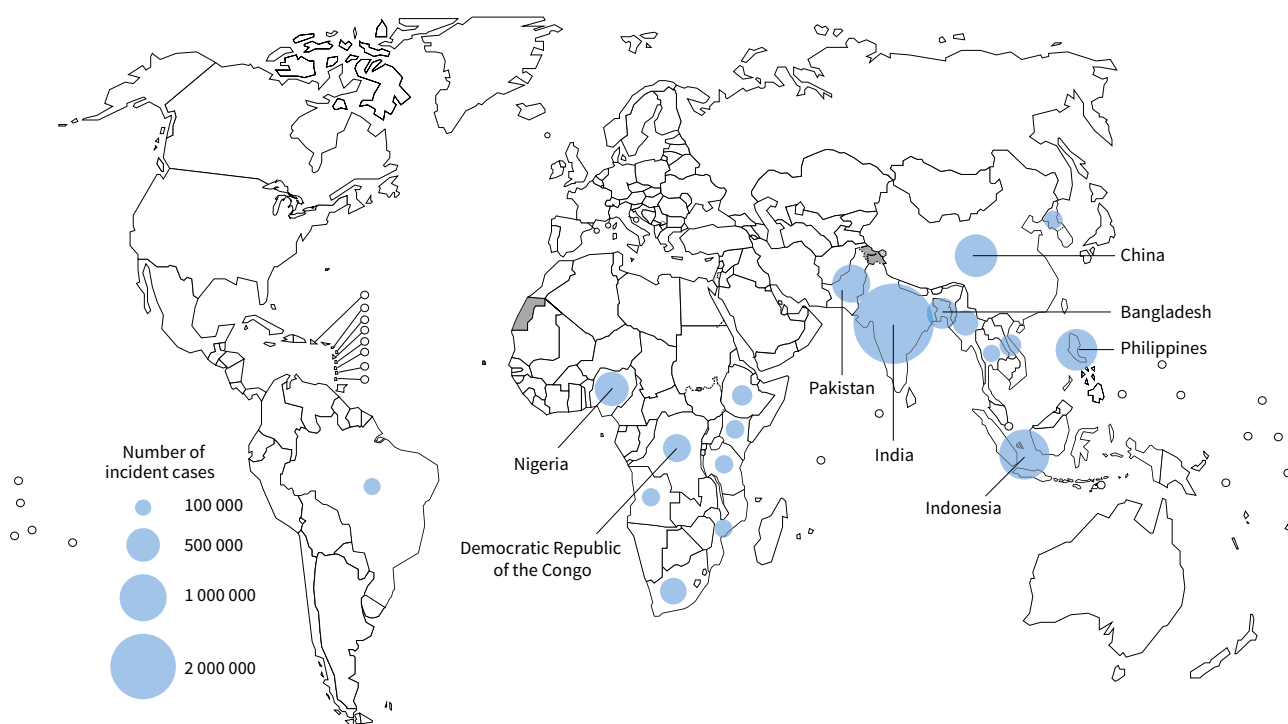 China
Bangladesh
Philippines
Pakistan
India
Nigeria
Indonesia
Democratic Republic
of the Congo
Number of
incident cases
100 000
500 000
1 000 000
2 000 000